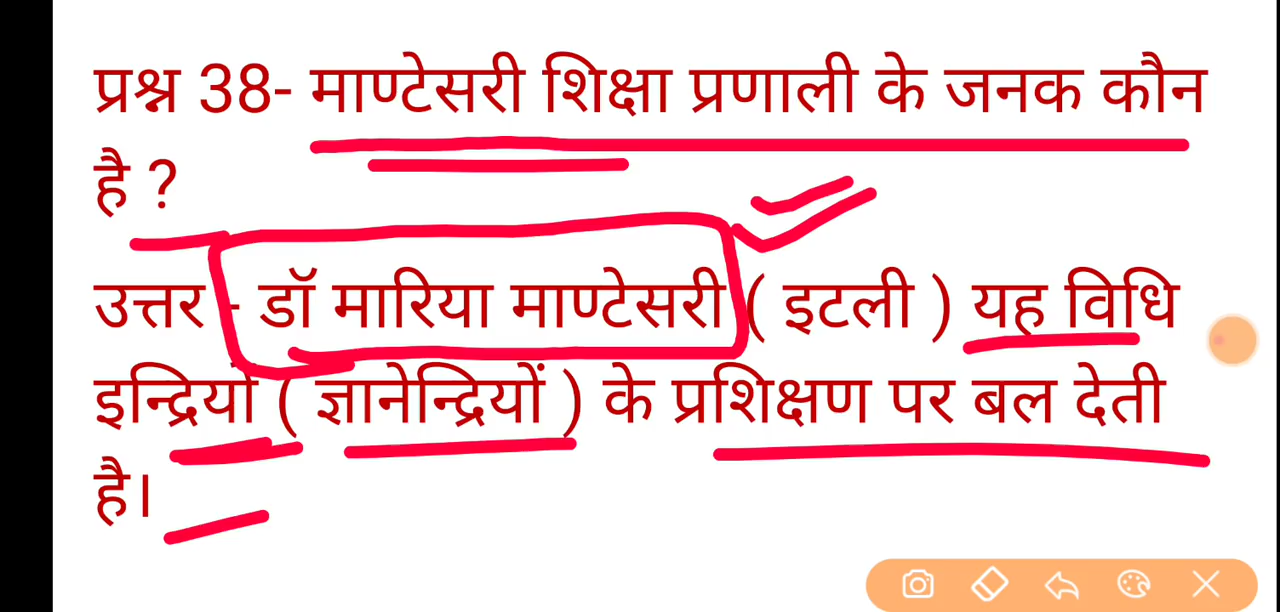 प्रश्न 38- माण्टेसरी शिक्षा प्रणाली के जनक कौन
है ?
उत्तर - डॉ मारिया माण्टेसरी ( इटली ) यह विधि
इन्द्रियों ( ज्ञानेन्द्रियों ) के प्रशिक्षण पर बल देती
है।